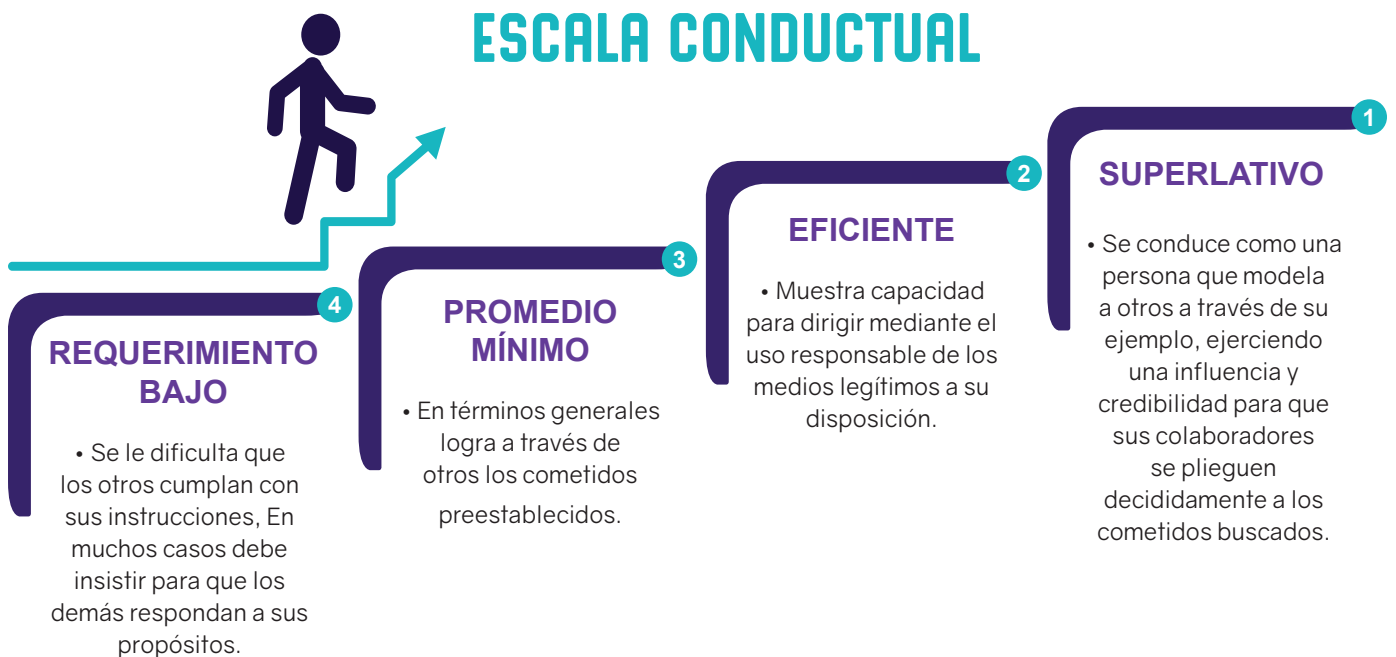 ESCALA CONDUCTUAL
4
REQUERIMIENTO
BAJO
• Se le dificulta que
los otros cumplan con
sus instrucciones, En
muchos casos debe
insistir para que los
demás respondan a sus
propósitos.
3
PROMEDIO
MÍNIMO
• En términos generales
logra a través de
otros los cometidos
preestablecidos.
2
EFICIENTE
• Muestra capacidad
para dirigir mediante el
uso responsable de los
medios legítimos a su
disposición.
1
SUPERLATIVO
• Se conduce como una
persona que modela
a otros a través de su
ejemplo, ejerciendo
una influencia y
credibilidad para que
sus colaboradores
se plieguen
decididamente a los
cometidos buscados.